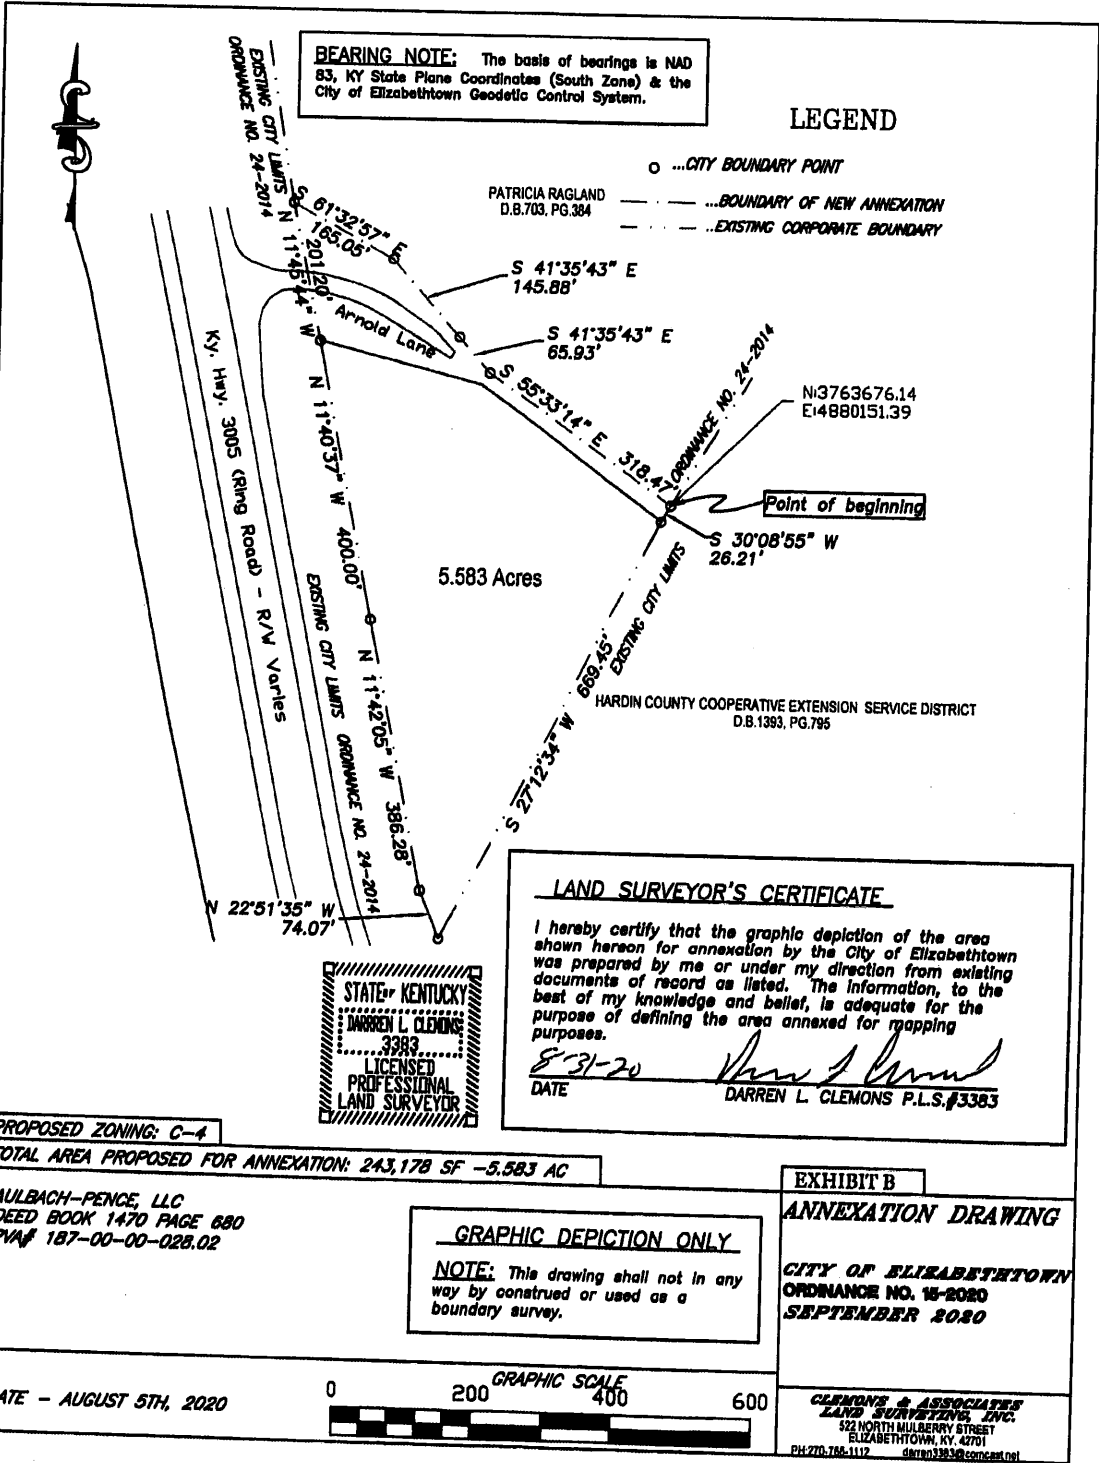 BEARING NOTE: The basis of bearings is NAD
83, KY State Plane Coordinates (South Zone) & the
City of Elizabethtown Geodetic Control System.
LEGEND
...CITY BOUNDARY POINT
...BOUNDARY OF NEW ANNEXATION
...EXISTING CORPORATE BOUNDARY
PATRICIA RAGLAND
D.B.703, PG.384
EXISTING CITY LIMITS
ORDINANCE NO. 24-2014
S 61°32'57" E
165.05'
N 11°45'44" W
201.20'
S 41°35'43" E
145.88'
Arnold Lane
S 41°35'43" E
65.93'
S 55°33'14" E 318.47'
ORDINANCE NO. 24-2014
N:3763676.14
E:4880151.39
Point of beginning
S 30°08'55" W
26.21'
Ky. Hwy. 3005 (Ring Road) - R/W Varies
N 11°40'37" W 400.00'
5.583 Acres
EXISTING CITY LIMITS
EXISTING CITY LIMITS ORDINANCE NO. 24-2014
S 27°12'34" W 669.45'
HARDIN COUNTY COOPERATIVE EXTENSION SERVICE DISTRICT
D.B.1393, PG.795
N 11°42'05" W 386.28'
N 22°51'35" W
74.07'
LAND SURVEYOR'S CERTIFICATE
I hereby certify that the graphic depiction of the area
shown hereon for annexation by the City of Elizabethtown
was prepared by me or under my direction from existing
documents of record as listed. The information, to the
best of my knowledge and belief, is adequate for the
purpose of defining the area annexed for mapping
purposes.
8-31-20
DATE
DARREN L. CLEMONS P.L.S.#3383
STATE OF KENTUCKY
DARRREN L. CLEMONS
3383
LICENSED
PROFESSIONAL
LAND SURVEYOR
PROPOSED ZONING: C-4
TOTAL AREA PROPOSED FOR ANNEXATION: 243,178 SF -5.583 AC
AULBACH-PENCE, LLC
DEED BOOK 1470 PAGE 680
PVA# 187-00-00-028.02
GRAPHIC DEPICTION ONLY
NOTE: This drawing shall not in any
way by construed or used as a
boundary survey.
EXHIBIT B
ANNEXATION DRAWING
CITY OF ELIZABETHTOWN
ORDINANCE NO. 15-2020
SEPTEMBER 2020
ATE - AUGUST 5TH, 2020
GRAPHIC SCALE
0 200 400 600
CLEMONS & ASSOCIATES
LAND SURVEYING, INC.
522 NORTH MULBERRY STREET
ELIZABETHTOWN, KY. 42701
PH:270-766-1112 darren3383@comcast.net